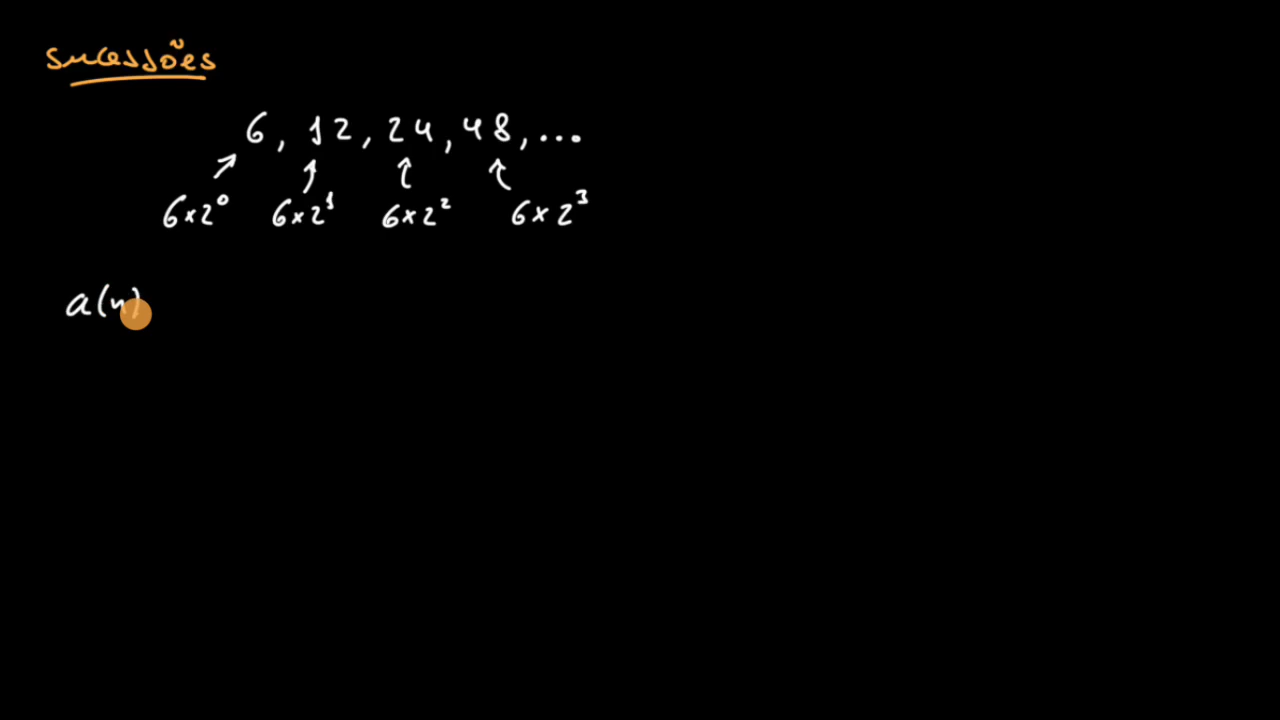 sucessões
6, 12, 24, 48, ...
6×2⁰ 6×2¹ 6×2² 6×2³
a(n)